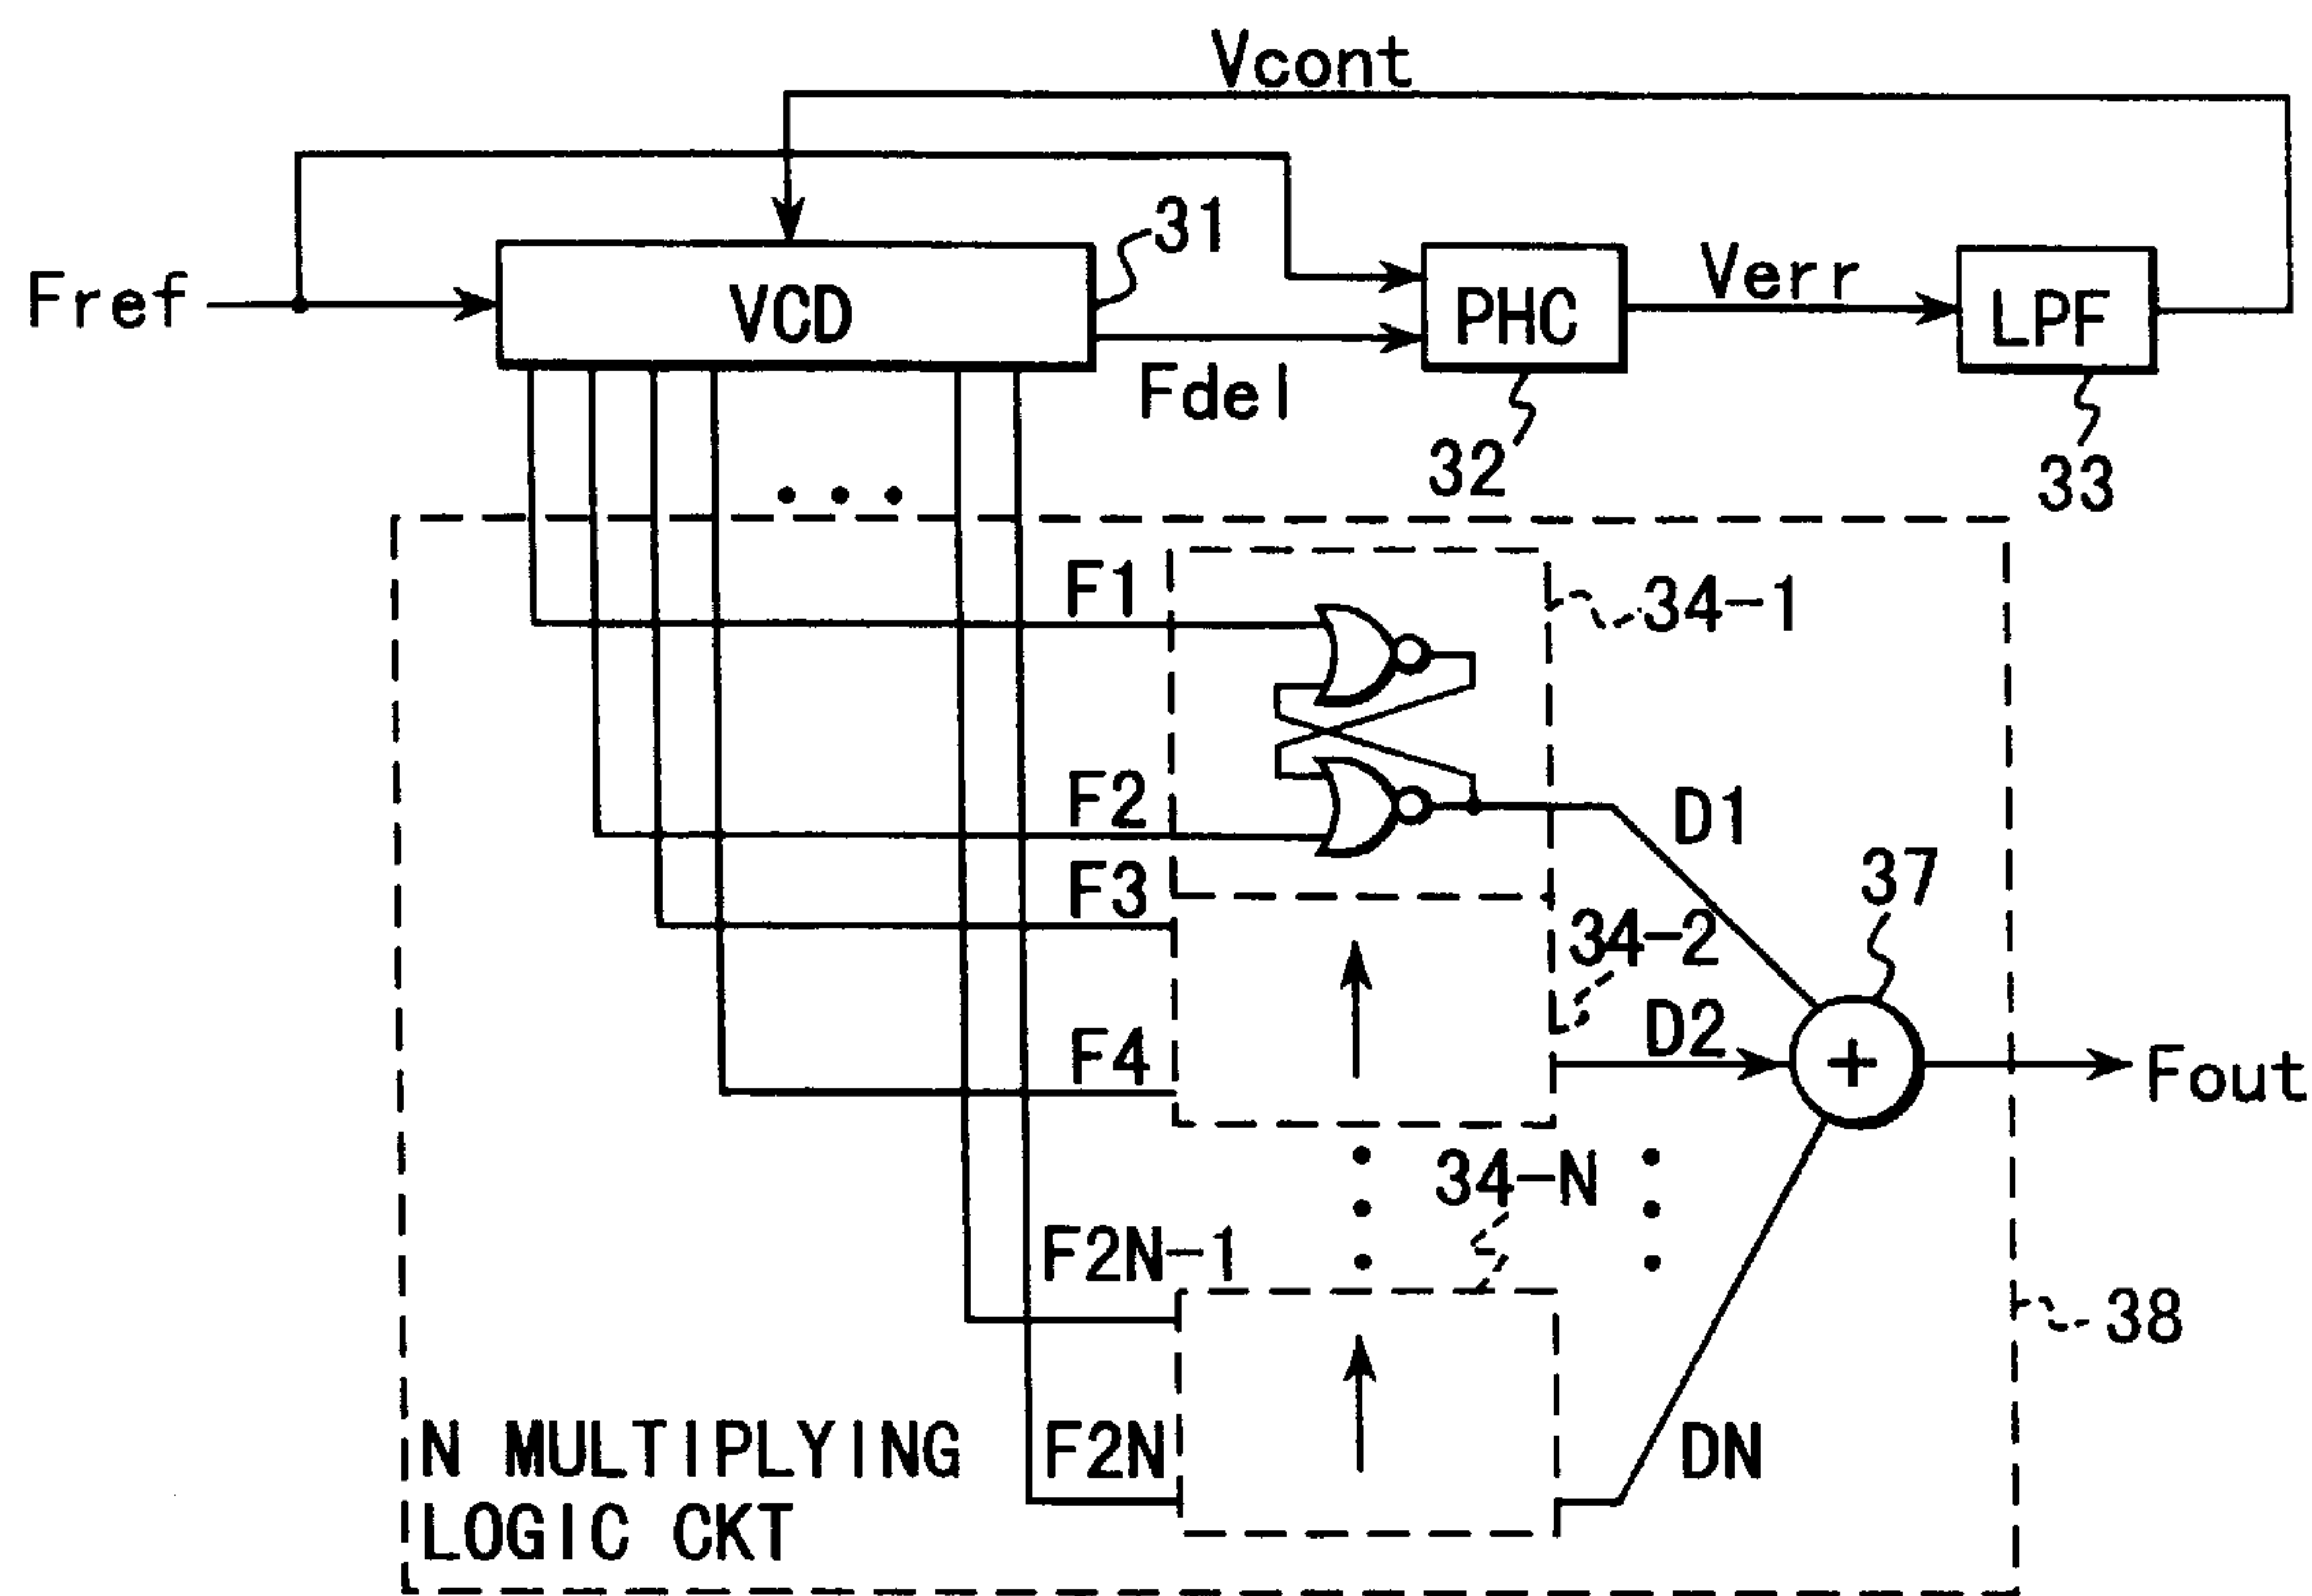 Vcont
31
Fref
VCD
PHC
Verr
LPF
Fdel
32
33
F1
34-1
F2
D1
F3
37
34-2
F4
D2
+
Fout
34-N
F2N-1
38
F2N
DN
N MULTIPLYING
LOGIC CKT